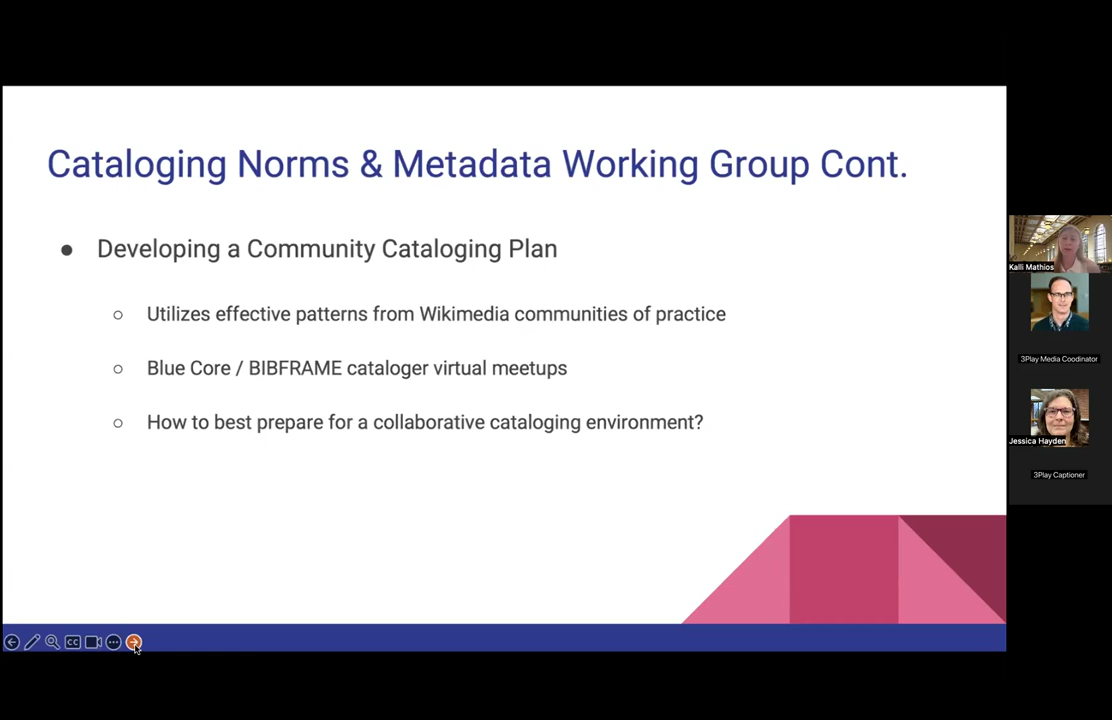 Cataloging Norms & Metadata Working Group Cont.
● Developing a Community Cataloging Plan
○ Utilizes effective patterns from Wikimedia communities of practice
○ Blue Core / BIBFRAME cataloger virtual meetups
○ How to best prepare for a collaborative cataloging environment?
Kalli Mathios
3Play Media Coodinator
Jessica Hayden
3Play Captioner
CC